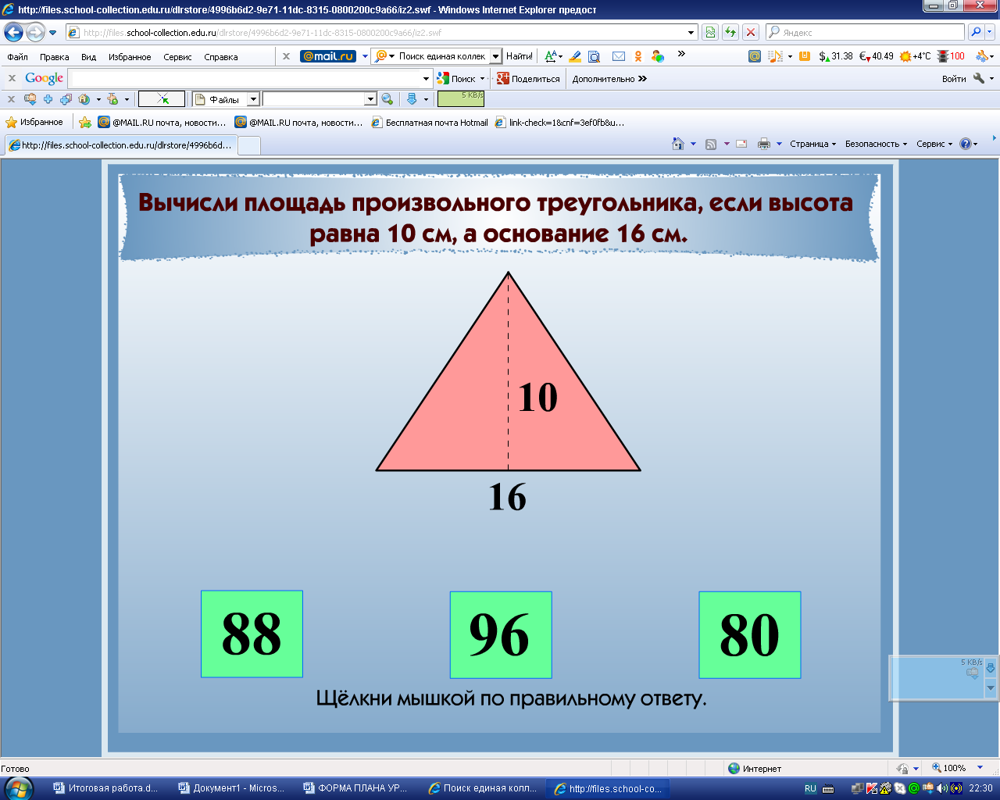 http://files.school-collection.edu.ru/dlrstore/4996b6d2-9e71-11dc-8315-0800200c9a66/iz2.swf - Windows Internet Explorer предост
http://files.school-collection.edu.ru/dlrstore/4996b6d2-9e71-11dc-8315-0800200c9a66/iz2.swf
Яндекс
Файл Правка Вид Избранное Сервис Справка
x @mail.ru Поиск единая коллек Найти! $ 31.38 € 40.49 +4°C 100
x Google Поиск Поделиться Дополнительно » Войти
x Файлы 5 KB/s
Избранное @MAIL.RU почта, новости... @MAIL.RU почта, новости... Бесплатная почта Hotmail link-check=1&cnf=3ef0fb&u...
http://files.school-collection.edu.ru/dlrstore/4996b6d... Страница Безопасность Сервис
Вычисли площадь произвольного треугольника, если высота
равна 10 см, а основание 16 см.
10
16
88 96 80
5 KB/s
Щёлкни мышкой по правильному ответу.
Готово Интернет 100%
Итоговая работа.d... Документ1 - Micros... ФОРМА ПЛАНА УР... Поиск единая колл... http://files.school-co... RU 22:30